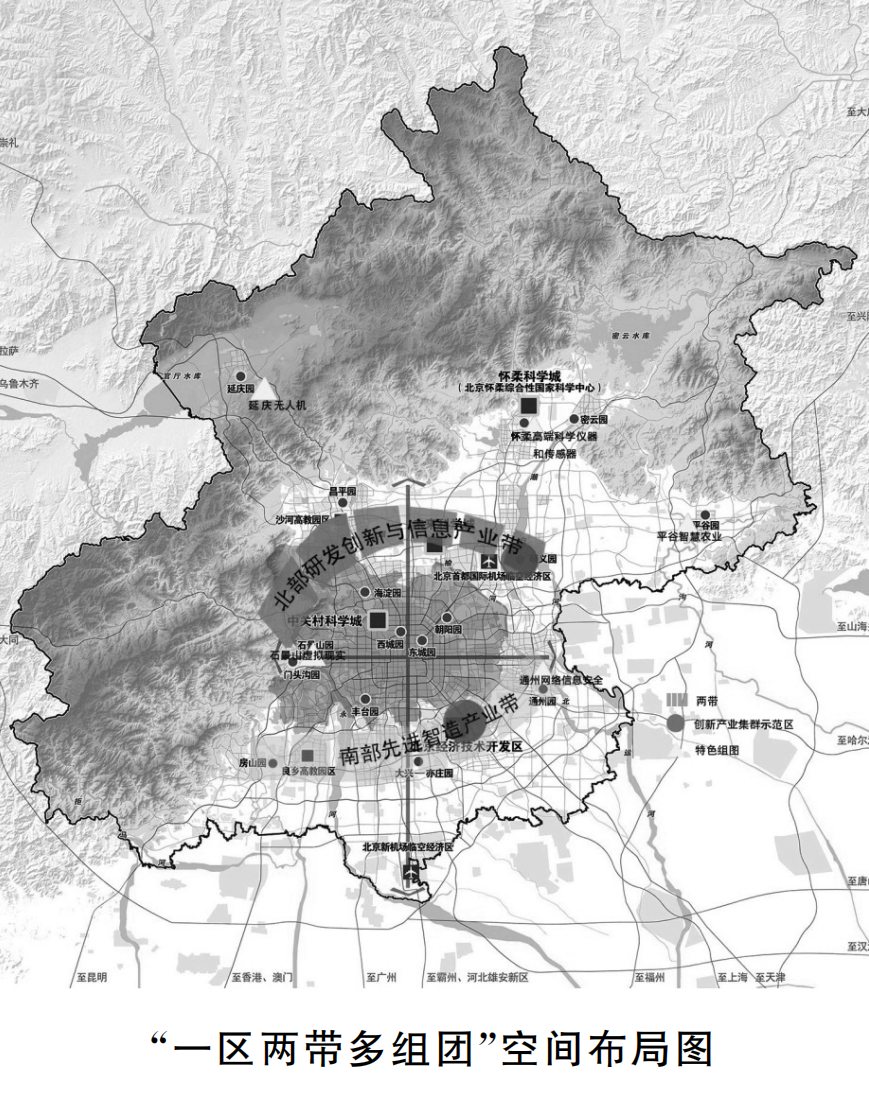 崇礼
至大
拉萨
至兴
乌鲁木齐
官厅水库
密云水库
延庆园
延庆无人机
怀柔科学城
（北京怀柔综合性国家科学中心）
密云园
怀柔高端科学仪器
和传感器
潮
昌平园
沙河高教园区
平谷园
平谷智慧农业
北部研发创新与信息产业带
义园
北京首都国际机场临空经济区
河
海淀园
中关村科学城
朝阳园
西城园
东城园
石景山园
石景山虚拟现实
门头沟园
大同
至山海
河
通州网络信息安全
通州园
北
丰台园
永
南部先进智造产业带
北京经济技术开发区
两带
创新产业集群示范区
特色组图
至哈尔
运
房山园
良乡高教园区
大兴—亦庄园
拒
河
河
河
北京新机场临空经济区
至唐
至汉
至昆明
至香港、澳门
至广州
至霸州、河北雄安新区
至福州
至上海
至天津
“一区两带多组团”空间布局图